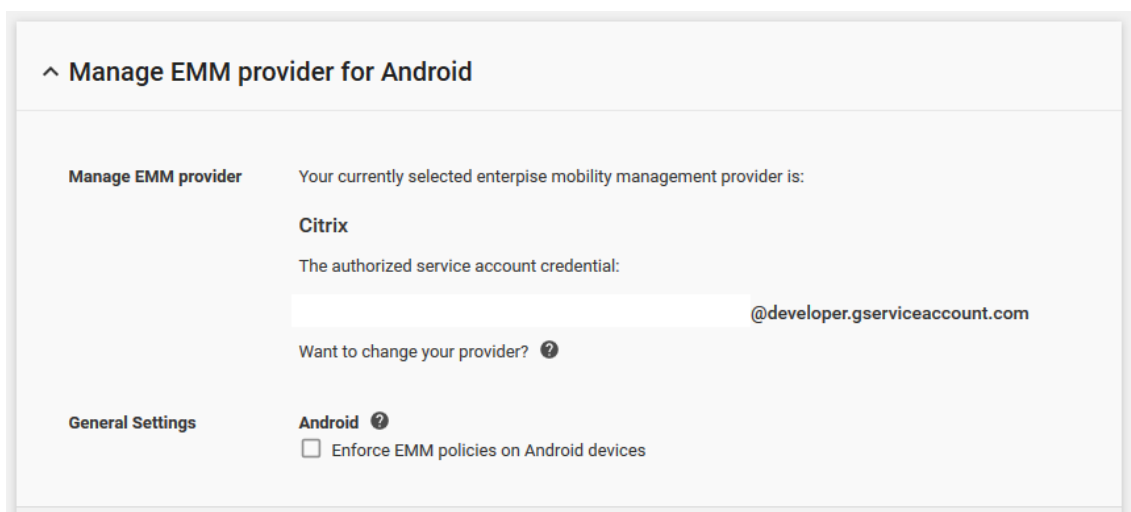 Manage EMM provider for Android
Manage EMM provider
Your currently selected enterpise mobility management provider is:
Citrix
The authorized service account credential:
@developer.gserviceaccount.com
Want to change your provider?
General Settings
Android
Enforce EMM policies on Android devices